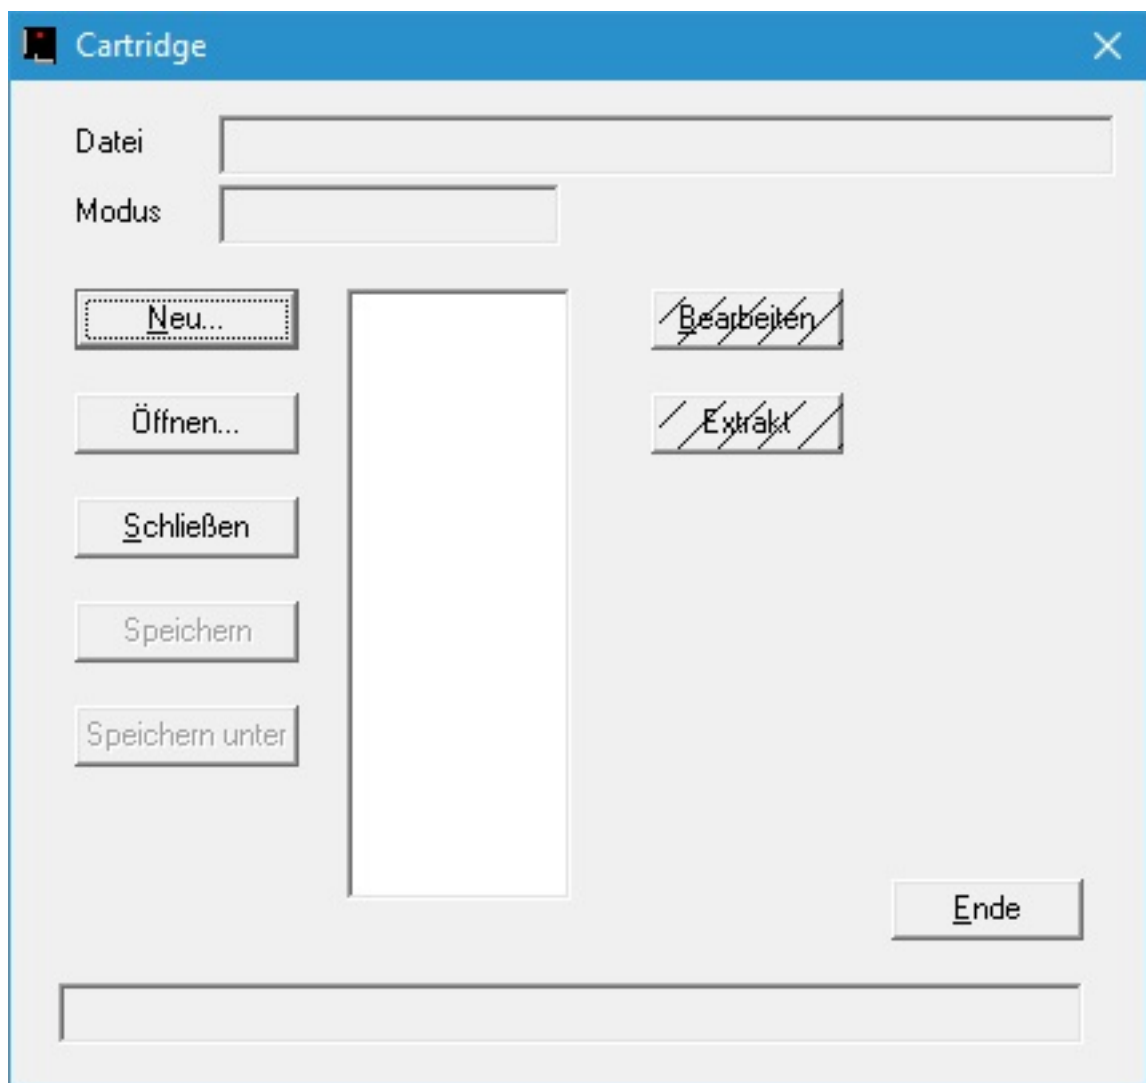 Cartridge
Datei
Modus
Neu...
Bearbeiten
Öffnen...
Extrakt
Schließen
Speichern
Speichern unter
Ende